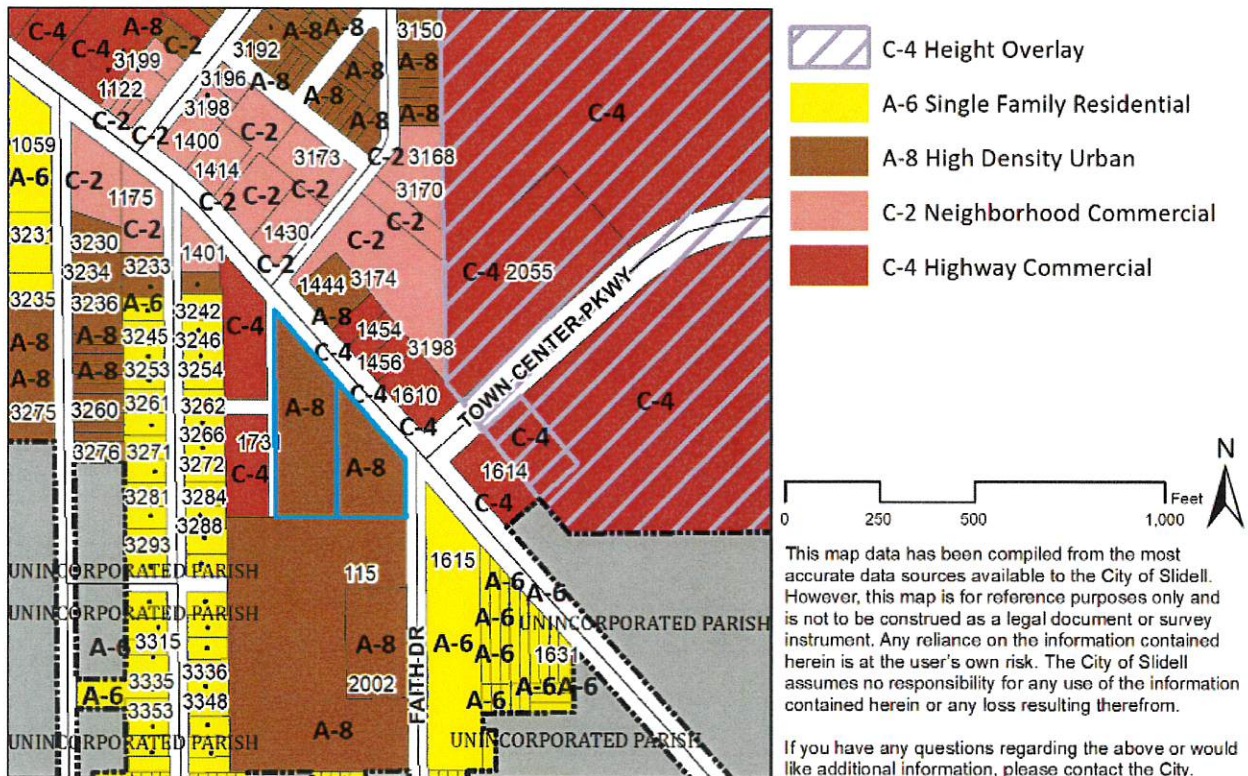 C-4
A-8
A-8
A-8
3150
C-4
C-2
3192
A-8
3199
3196
A-8
A-8
C-4
1122
3198
A-8
A-8
C-2
C-2
1400
C-2
A-8
1059
3173
C-2
3168
A-6
C-2
1414
C-2
C-2
3170
1175
C-2
C-2
3231
C-2
1430
C-2
3230
1401
C-2
3234
3233
C-2
3174
C-4
2055
3235
3236
A-6
3242
1444
A-8
A-8
3245
3246
C-4
A-8
1454
TOWN CENTER PKWY
A-8
3253
3254
C-4
1456
3198
A-8
3275
3260
3261
3262
A-8
C-4
1610
C-4
3276
3271
3266
1731
C-4
C-4
3281
3272
C-4
A-8
1614
3284
C-4
3293
3288
UNINCORPORATED PARISH
115
1615
A-6
A-6
UNINCORPORATED PARISH
A-6
UNINCORPORATED PARISH
A-6
3315
A-8
A-6
A-6
1631
3335
3336
FAITH DR
A-6
A-6
A-6
3353
3348
2002
A-6
UNINCORPORATED PARISH
A-8
UNINCORPORATED PARISH
C-4 Height Overlay
A-6 Single Family Residential
A-8 High Density Urban
C-2 Neighborhood Commercial
C-4 Highway Commercial
N
Feet
0 250 500 1,000
This map data has been compiled from the most
accurate data sources available to the City of Slidell.
However, this map is for reference purposes only and
is not to be construed as a legal document or survey
instrument. Any reliance on the information contained
herein is at the user's own risk. The City of Slidell
assumes no responsibility for any use of the information
contained herein or any loss resulting therefrom.
If you have any questions regarding the above or would
like additional information, please contact the City.